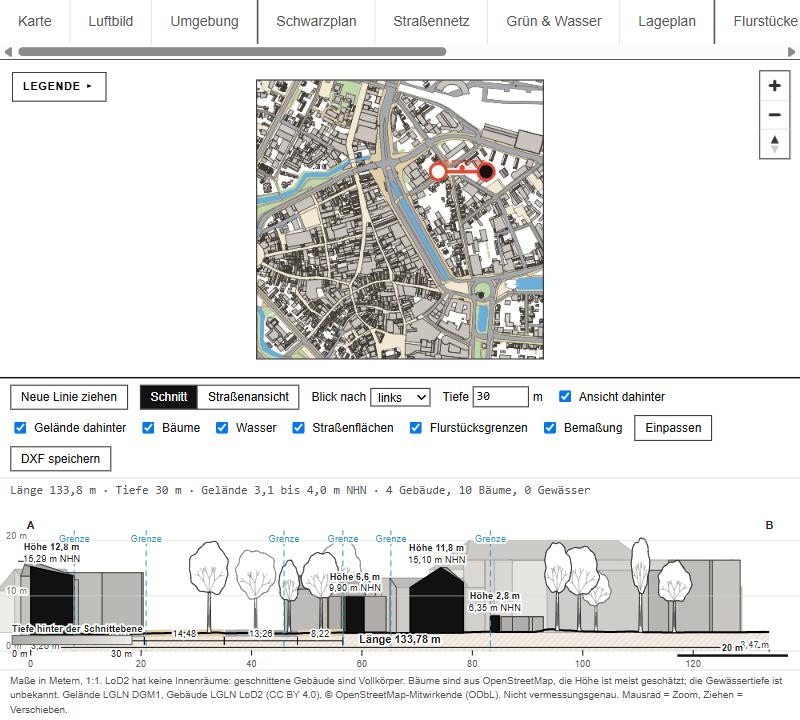 Karte Luftbild Umgebung Schwarzplan Straßennetz Grün & Wasser Lageplan Flurstücke
LEGENDE
Neue Linie ziehen Schnitt Straßenansicht Blick nach links Tiefe 30 m Ansicht dahinter
Gelände dahinter Bäume Wasser Straßenflächen Flurstücksgrenzen Bemaßung Einpassen
DXF speichern
Länge 133,8 m · Tiefe 30 m · Gelände 3,1 bis 4,0 m NHN · 4 Gebäude, 10 Bäume, 0 Gewässer
A B
20 m Grenze Grenze Grenze Grenze Grenze Grenze
Höhe 12,8 m Höhe 11,8 m
15,29 m NHN 15,10 m NHN
Höhe 6,6 m
10 m 9,90 m NHN
Höhe 2,8 m
6,35 m NHN
Tiefe hinter der Schnittebene
14,48 13,26 8,22 Länge 133,78 m
0 m 3,47 m
20 m
0 m 30 m
0 20 40 60 80 100 120
Maße in Metern, 1:1. LoD2 hat keine Innenräume: geschnittene Gebäude sind Vollkörper. Bäume sind aus OpenStreetMap, die Höhe ist meist geschätzt; die Gewässertiefe ist
unbekannt. Gelände LGLN DGM1, Gebäude LGLN LoD2 (CC BY 4.0), © OpenStreetMap-Mitwirkende (ODbL). Nicht vermessungsgenau. Mausrad = Zoom, Ziehen =
Verschieben.